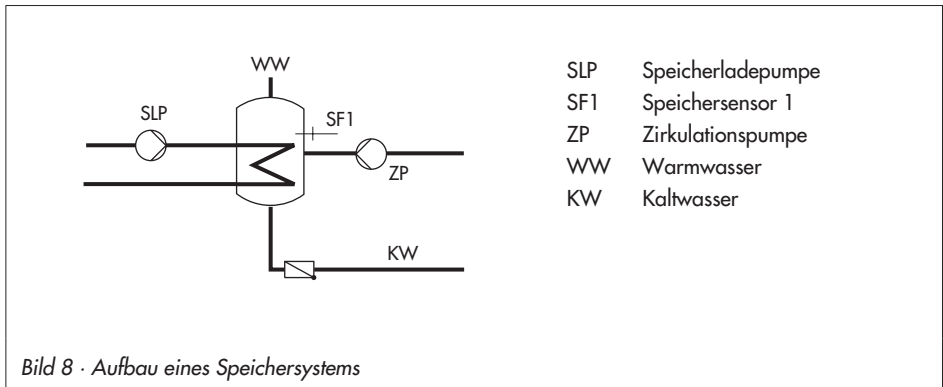 WW
SLP
SF1
ZP
KW
SLP Speicherladepumpe
SF1 Speichersensor 1
ZP Zirkulationspumpe
WW Warmwasser
KW Kaltwasser
Bild 8 · Aufbau eines Speichersystems